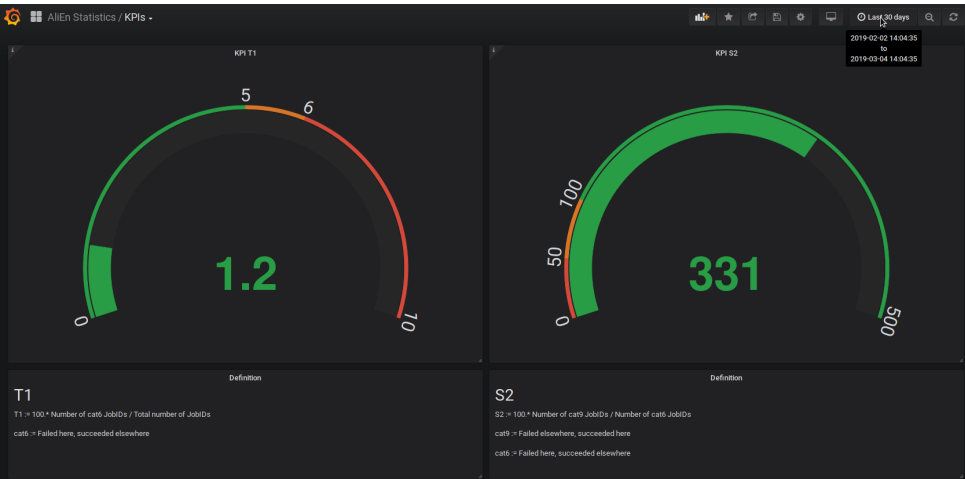 AliEn Statistics / KPIs
Last 30 days
2019-02-02 14:04:35
to
2019-03-04 14:04:35
KPI T1
5
6
0
10
1.2
KPI S2
100
50
0
500
331
Definition
T1
T1 := 100.* Number of cat6 JobIDs / Total number of JobIDs
cat6 := Failed here, succeeded elsewhere
Definition
S2
S2 := 100.* Number of cat9 JobIDs / Number of cat6 JobIDs
cat9 := Failed elsewhere, succeeded here
cat6 := Failed here, succeeded elsewhere